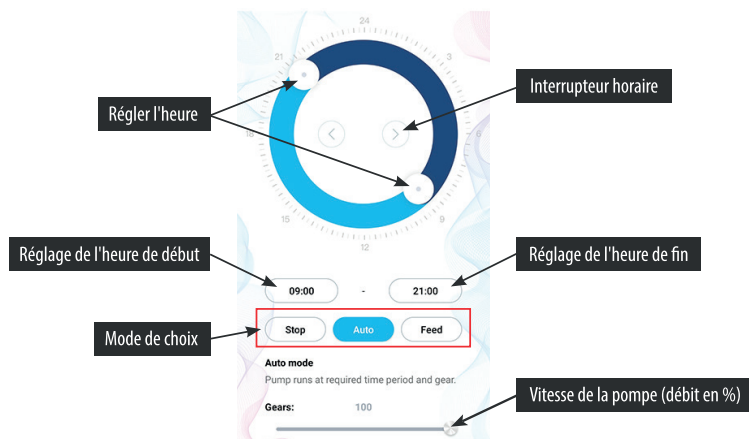 24
21
3
Interrupteur horaire
Régler l'heure
18
6
15
9
12
Réglage de l'heure de début
Réglage de l'heure de fin
09:00 - 21:00
Mode de choix
Stop Auto Feed
Auto mode
Pump runs at required time period and gear.
Vitesse de la pompe (débit en %)
Gears: 100